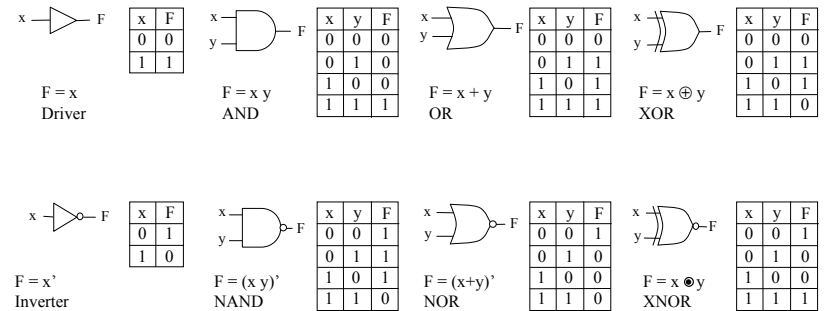 x F
x F
0 0
1 1
F = x
Driver
x
y
F
x y F
0 0 0
0 1 0
1 0 0
1 1 1
F = x y
AND
x
y
F
x y F
0 0 0
0 1 1
1 0 1
1 1 1
F = x + y
OR
x
y
F
x y F
0 0 0
0 1 1
1 0 1
1 1 0
F = x ⊕ y
XOR
x F
x F
0 1
1 0
F = x’
Inverter
x
y
F
x y F
0 0 1
0 1 1
1 0 1
1 1 0
F = (x y)’
NAND
x
y
F
x y F
0 0 1
0 1 0
1 0 0
1 1 0
F = (x+y)’
NOR
x
y
F
x y F
0 0 1
0 1 0
1 0 0
1 1 1
F = x ⊙ y
XNOR